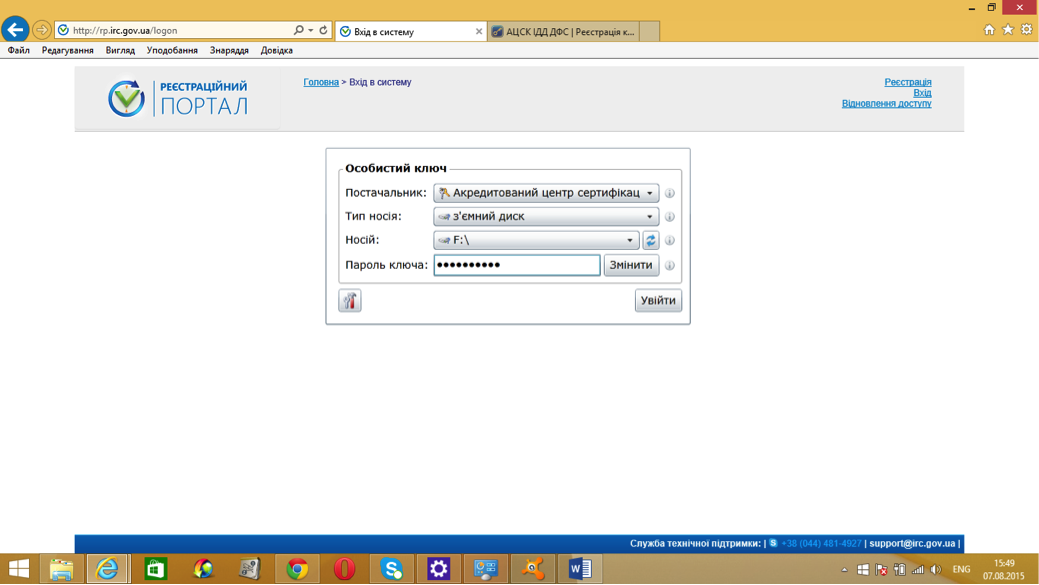 http://rp.irc.gov.ua/logon
Вхід в систему
АЦСК ІДД ДФС | Реєстрація к...
Файл Редагування Вигляд Уподобання Знаряддя Довідка
РЕЄСТРАЦІЙНИЙ
ПОРТАЛ
Головна > Вхід в систему
Реєстрація
Вхід
Відновлення доступу
Особистий ключ
Постачальник: Акредитований центр сертифікац
Тип носія: з'ємний диск
Носій: F:\
Пароль ключа: ●●●●●●●●●● Змінити
Увійти
Служба технічної підтримки: | +38 (044) 481-4927 | support@irc.gov.ua |
ENG
15:49
07.08.2015